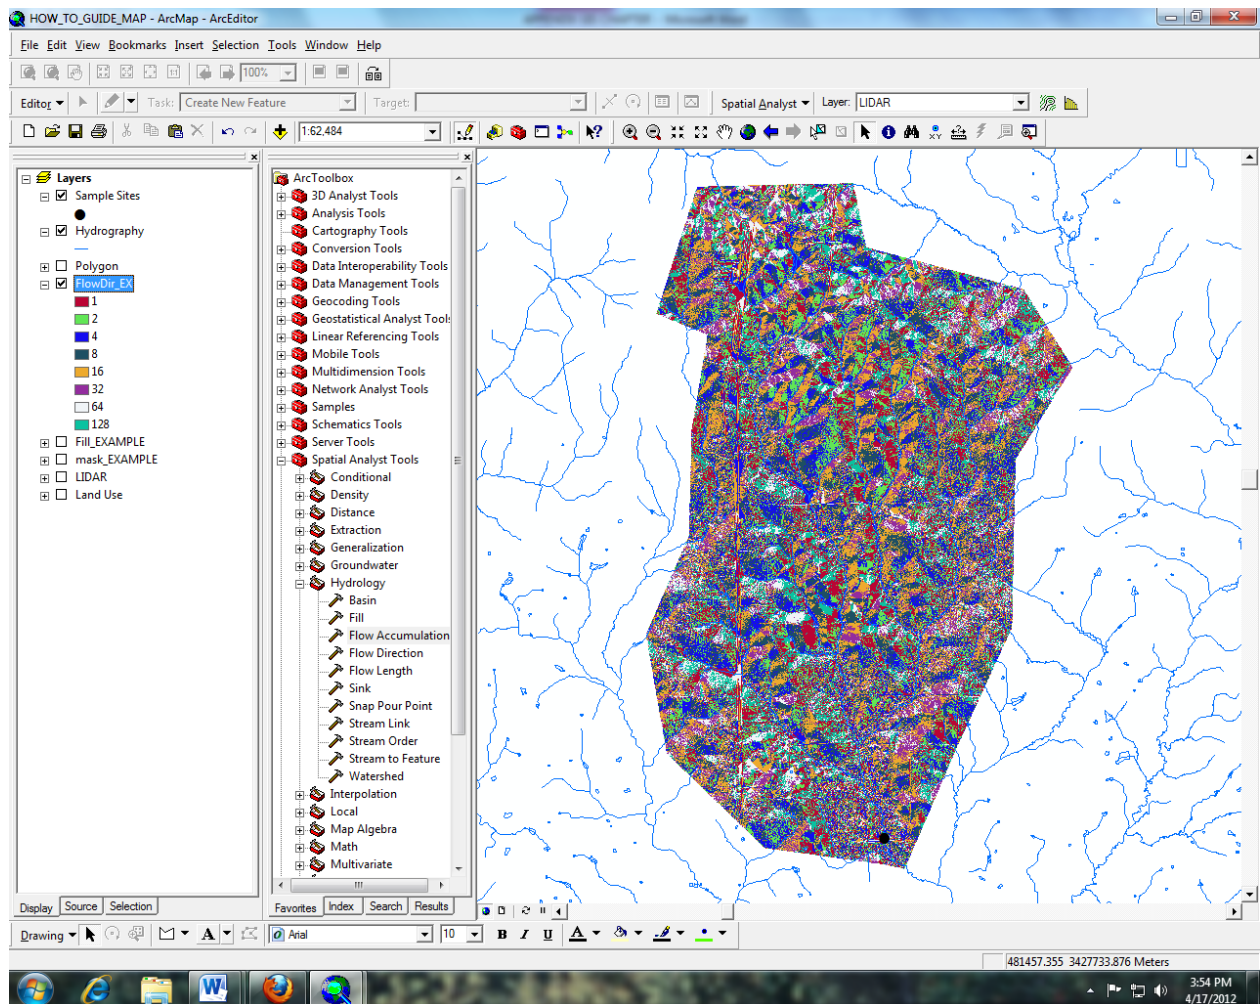 HOW_TO_GUIDE_MAP - ArcMap - ArcEditor
File Edit View Bookmarks Insert Selection Tools Window Help
100%
Editor Task: Create New Feature Target: Spatial Analyst Layer: LIDAR
1:62,484
Layers
Sample Sites
Hydrography
Polygon
FlowDir_EX
1
2
4
8
16
32
64
128
Fill_EXAMPLE
mask_EXAMPLE
LIDAR
Land Use
Display Source Selection
ArcToolbox
3D Analyst Tools
Analysis Tools
Cartography Tools
Conversion Tools
Data Interoperability Tools
Data Management Tools
Geocoding Tools
Geostatistical Analyst Tools
Linear Referencing Tools
Mobile Tools
Multidimension Tools
Network Analyst Tools
Samples
Schematics Tools
Server Tools
Spatial Analyst Tools
Conditional
Density
Distance
Extraction
Generalization
Groundwater
Hydrology
Basin
Fill
Flow Accumulation
Flow Direction
Flow Length
Sink
Snap Pour Point
Stream Link
Stream Order
Stream to Feature
Watershed
Interpolation
Local
Map Algebra
Math
Multivariate
Favorites Index Search Results
Drawing A Arial 10 B I U A
481457.355 3427733.876 Meters
3:54 PM
4/17/2012